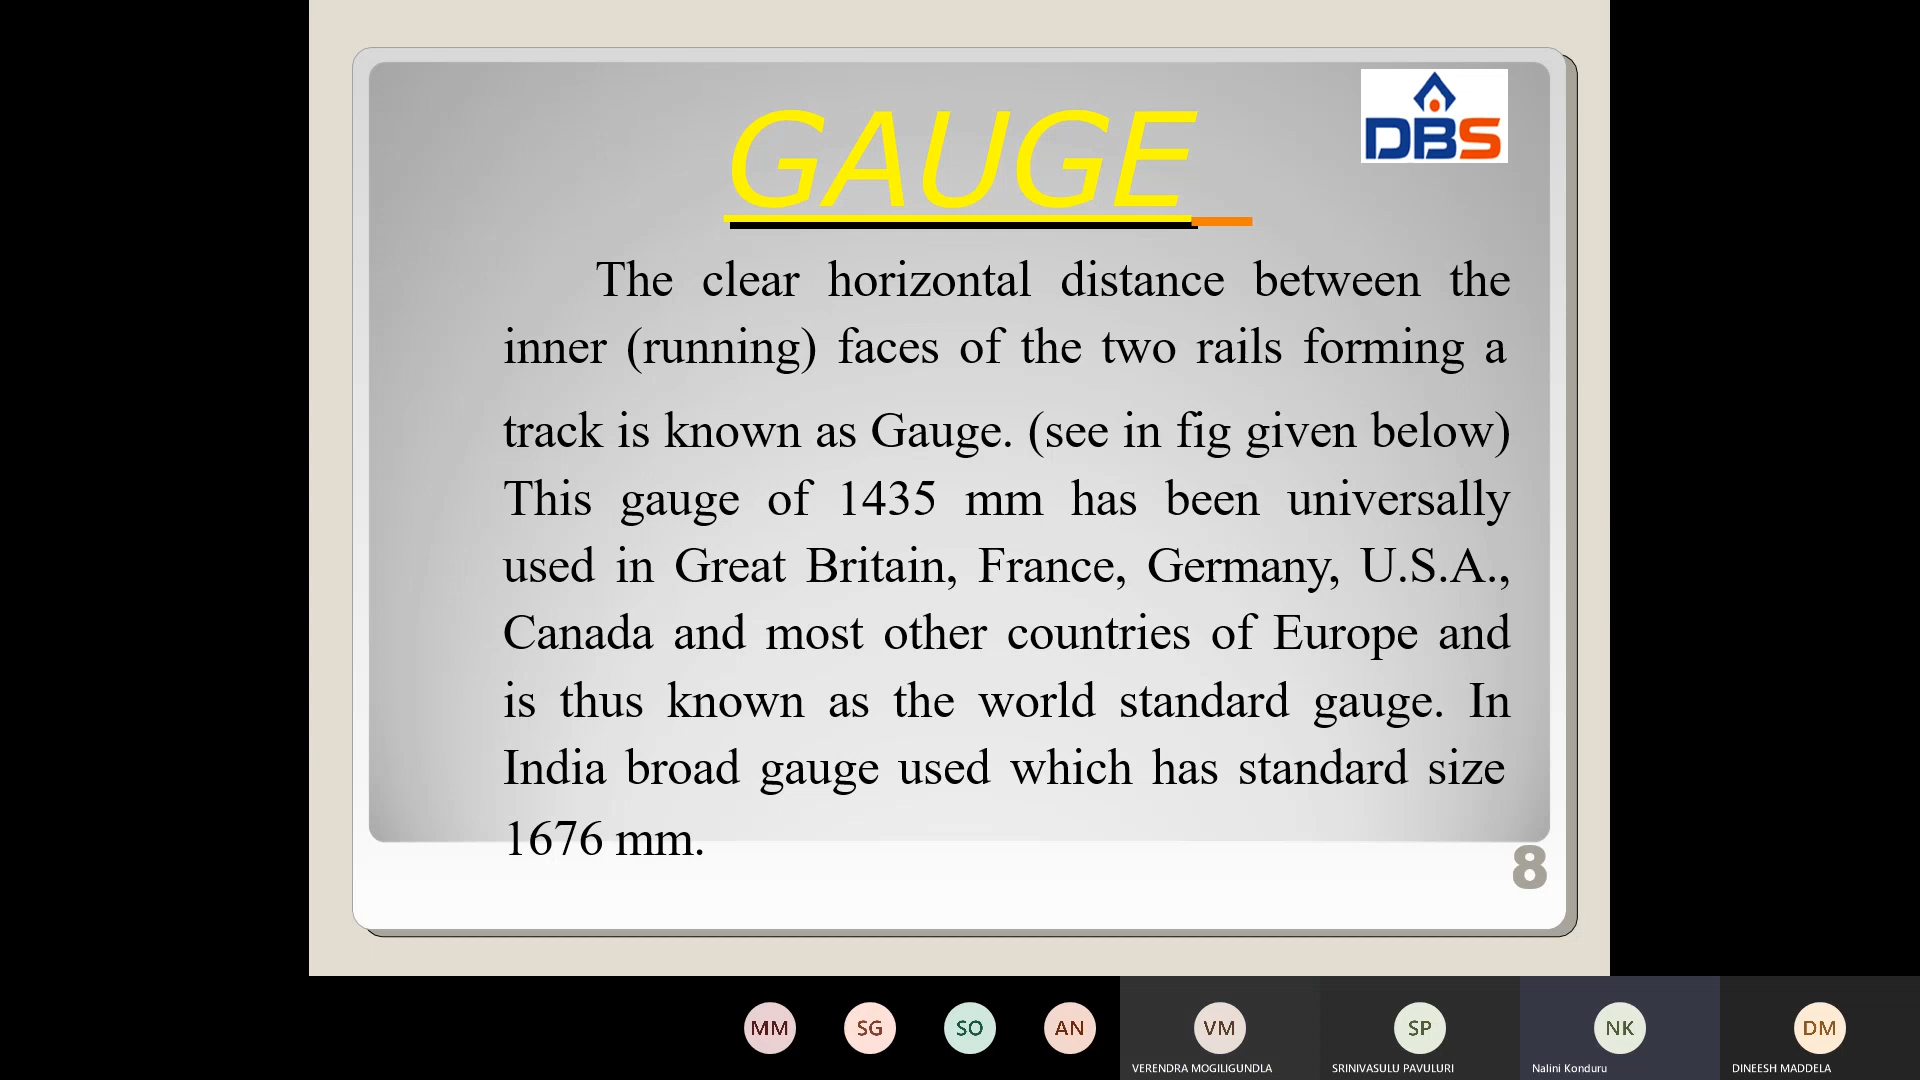 GAUGE
DBS
The clear horizontal distance between the
inner (running) faces of the two rails forming a
track is known as Gauge. (see in fig given below)
This gauge of 1435 mm has been universally
used in Great Britain, France, Germany, U.S.A.,
Canada and most other countries of Europe and
is thus known as the world standard gauge. In
India broad gauge used which has standard size
1676 mm.
8
MM
SG
SO
AN
VM
SP
NK
DM
VERENDRA MOGILIGUNDLA
SRINIVASULU PAVULURI
Nalini Konduru
DINEESH MADDELA